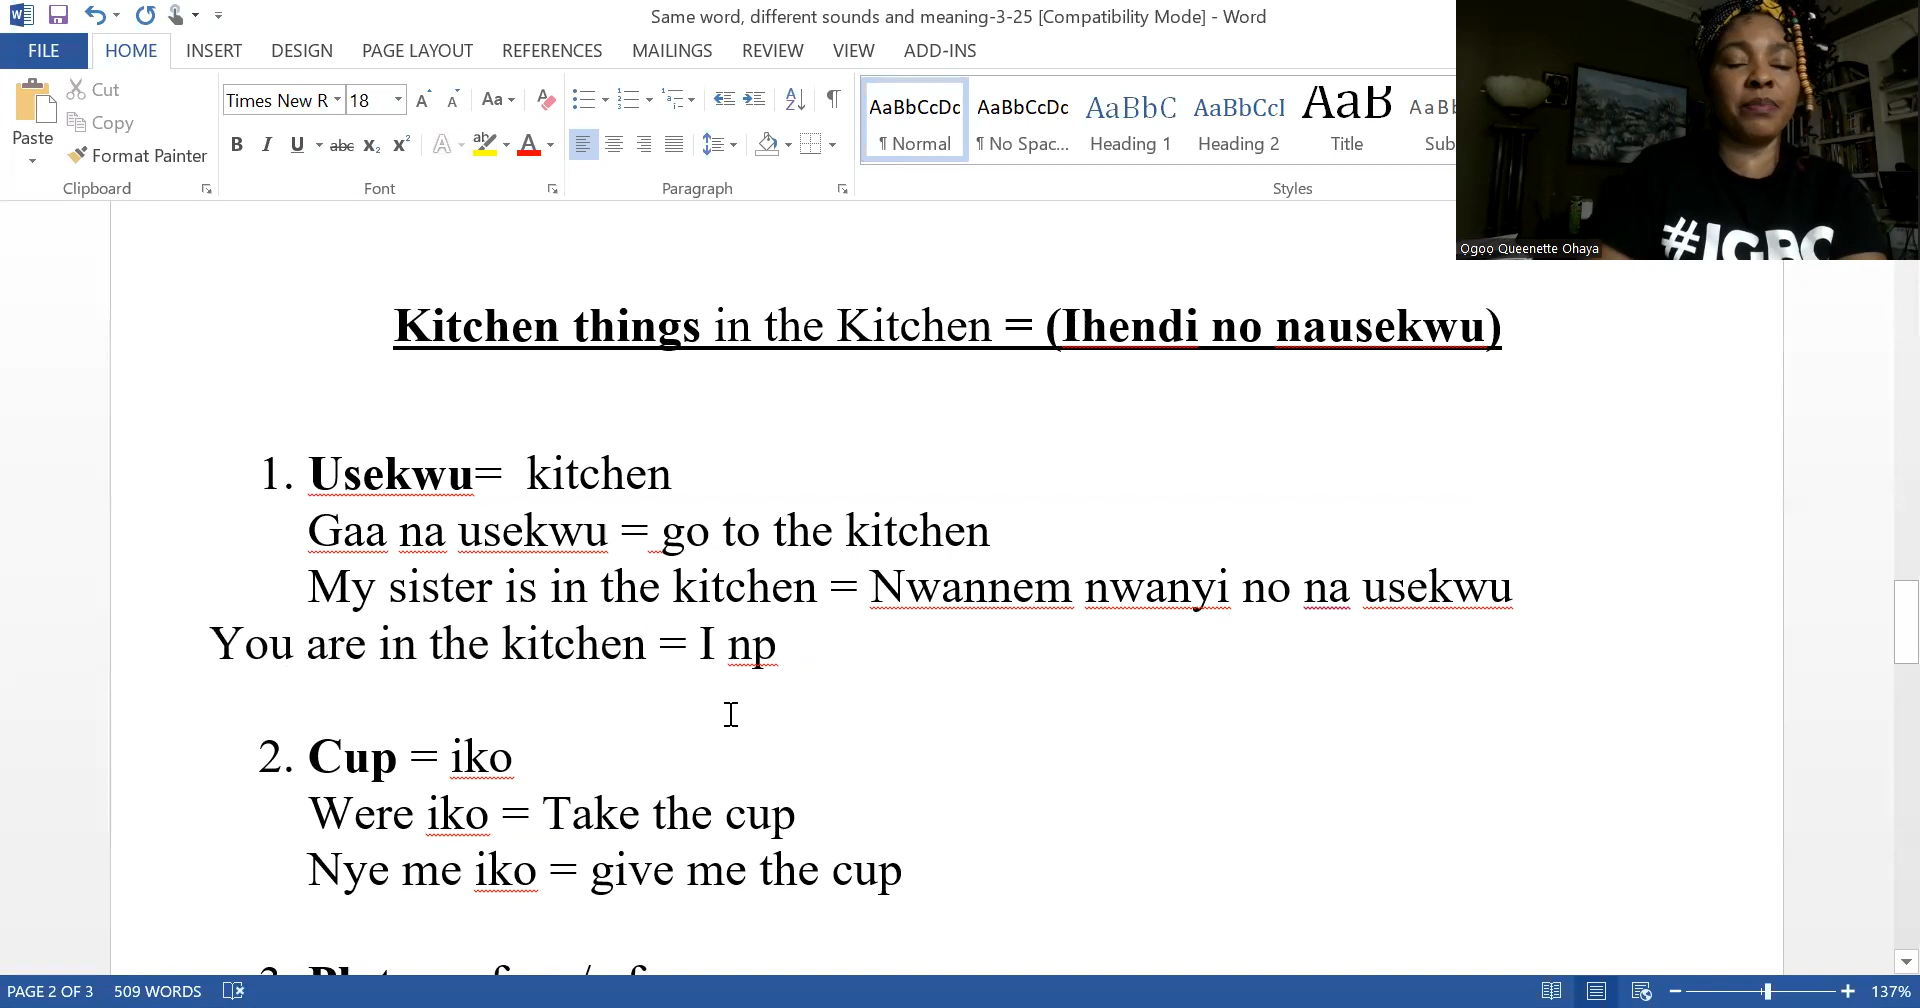 Same word, different sounds and meaning-3-25 [Compatibility Mode] - Word
FILE HOME INSERT DESIGN PAGE LAYOUT REFERENCES MAILINGS REVIEW VIEW ADD-INS
Paste
Cut
Copy
Format Painter
Clipboard
Times New R 18
Font
Paragraph
AaBbCcDc AaBbCcDc AaBbC AaBbCcI AaB
¶ Normal ¶ No Spac... Heading 1 Heading 2 Title Sub
Styles
Ọgọọ Queenette Ohaya
Kitchen things in the Kitchen = (Ihendi no nausekwu)
1. Usekwu= kitchen
Gaa na usekwu = go to the kitchen
My sister is in the kitchen = Nwannem nwanyi no na usekwu
You are in the kitchen = I np
2. Cup = iko
Were iko = Take the cup
Nye me iko = give me the cup
PAGE 2 OF 3 509 WORDS 137%